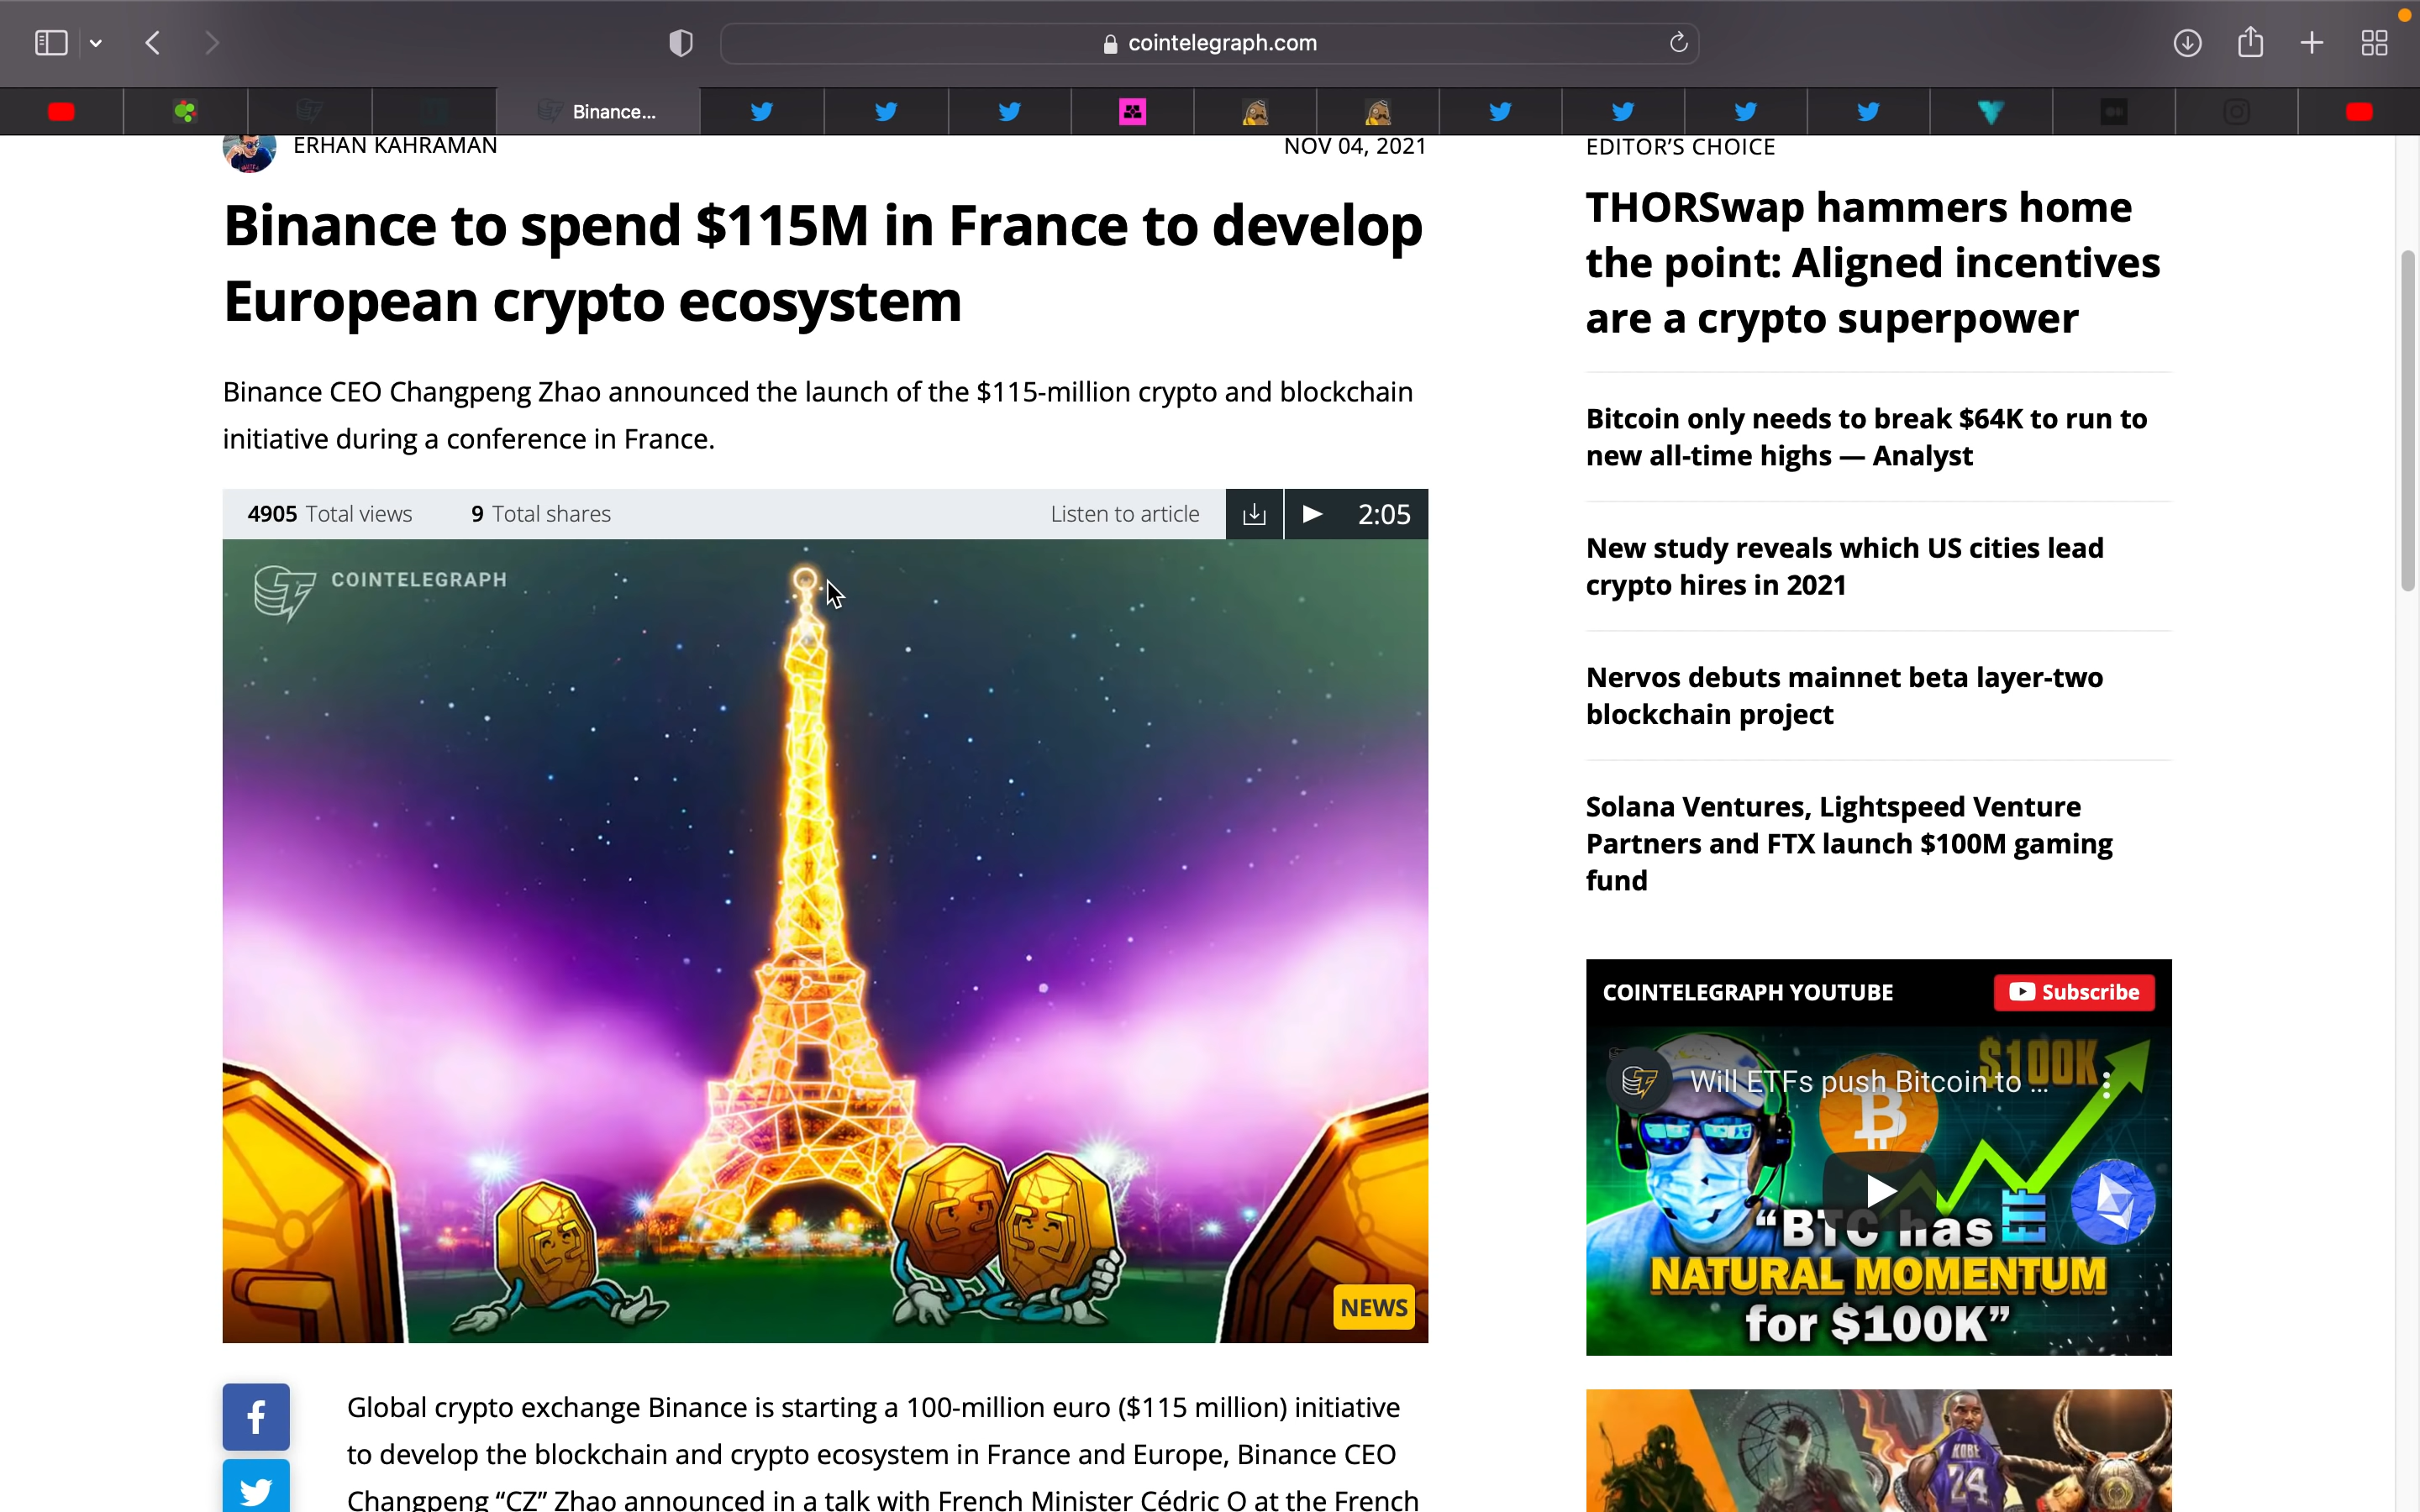 cointelegraph.com
Binance...
ERHAN KAHRAMAN
NOV 04, 2021
Binance to spend $115M in France to develop
European crypto ecosystem
Binance CEO Changpeng Zhao announced the launch of the $115-million crypto and blockchain
initiative during a conference in France.
4905 Total views 9 Total shares Listen to article 2:05
COINTELEGRAPH
NEWS
Global crypto exchange Binance is starting a 100-million euro ($115 million) initiative
to develop the blockchain and crypto ecosystem in France and Europe, Binance CEO
Changpeng “CZ” Zhao announced in a talk with French Minister Cédric O at the French
EDITOR’S CHOICE
THORSwap hammers home
the point: Aligned incentives
are a crypto superpower
Bitcoin only needs to break $64K to run to
new all-time highs — Analyst
New study reveals which US cities lead
crypto hires in 2021
Nervos debuts mainnet beta layer-two
blockchain project
Solana Ventures, Lightspeed Venture
Partners and FTX launch $100M gaming
fund
COINTELEGRAPH YOUTUBE Subscribe
$100K
Will ETFs push Bitcoin to ...
ETF
“BTC has
NATURAL MOMENTUM
for $100K”
KOBE
24